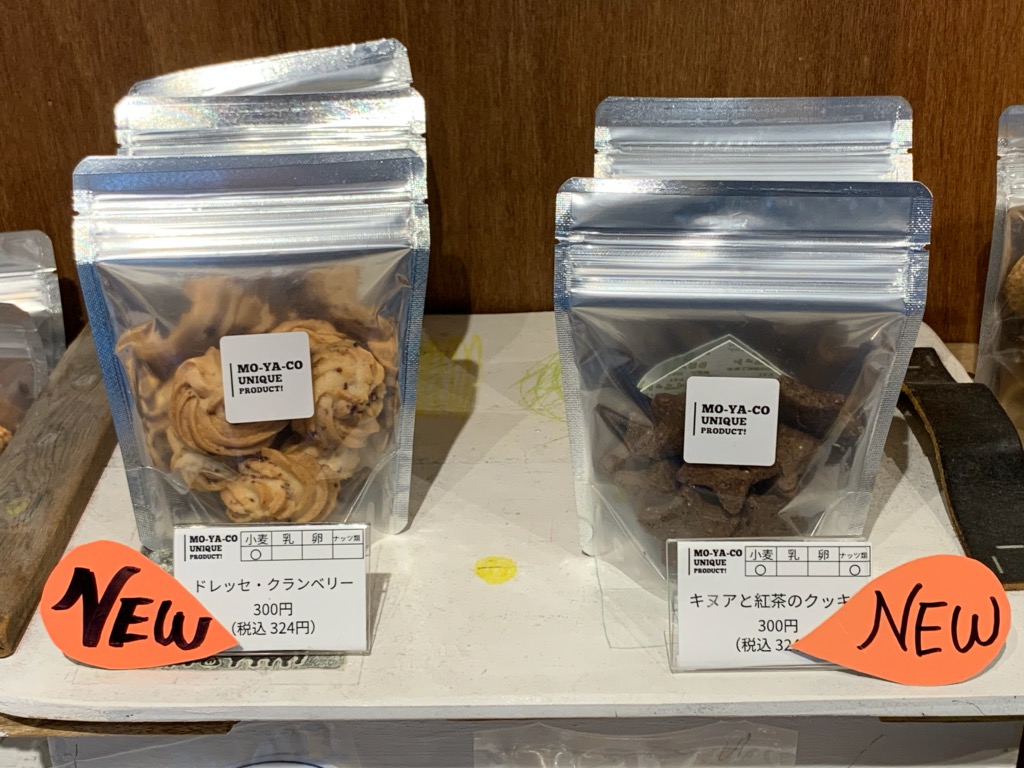 MO-YA-CO
UNIQUE
PRODUCT!
MO-YA-CO
UNIQUE
PRODUCT!
MO-YA-CO
UNIQUE
PRODUCT!
小麦 乳 卵 ナッツ類
○
ドレッセ・クランベリー
300円
(税込 324円)
NEW
MO-YA-CO
UNIQUE
PRODUCT!
小麦 乳 卵 ナッツ類
○ ○
キヌアと紅茶のクッキ
300円
(税込 32
NEW